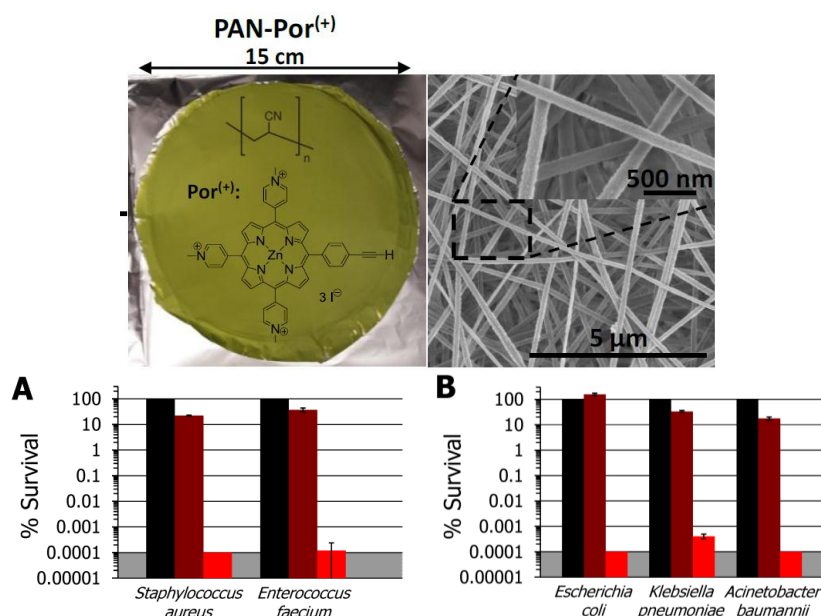 PAN-Por(+)
15 cm
CN
n
Por(+):
N
+
N
+
N
N
N
N
Zn
H
3 I⊖
N
+
500 nm
5 μm
A
% Survival
100
10
1
0.1
0.01
0.001
0.0001
0.00001
Staphylococcus
aureus
Enterococcus
faecium
B
% Survival
100
10
1
0.1
0.01
0.001
0.0001
0.00001
Escherichia
coli
Klebsiella
pneumoniae
Acinetobacter
baumannii